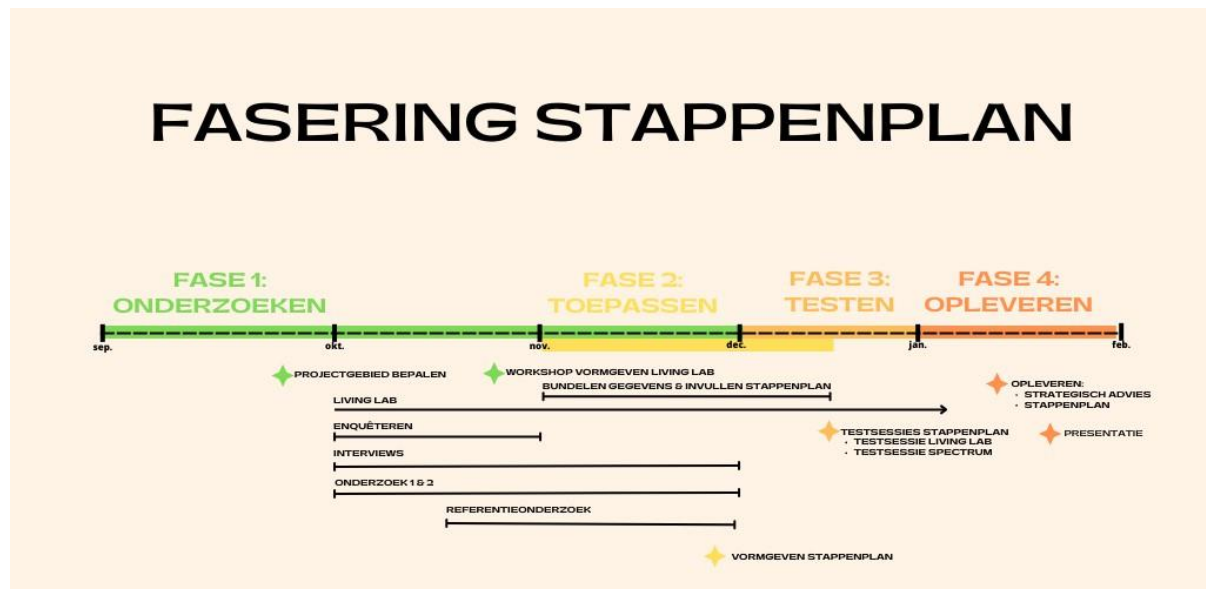 FASERING STAPPENPLAN
FASE 1:
ONDERZOEKEN
FASE 2:
TOEPASSEN
FASE 3:
TESTEN
FASE 4:
OPLEVEREN
sep.
okt.
nov.
dec.
jan.
feb.
PROJECTGEBIED BEPALEN
WORKSHOP VORMGEVEN LIVING LAB
BUNDELEN GEGEVENS & INVULLEN STAPPENPLAN
LIVING LAB
ENQUÊTEREN
INTERVIEWS
ONDERZOEK 1 & 2
REFERENTIEONDERZOEK
VORMGEVEN STAPPENPLAN
TESTSESSIES STAPPENPLAN
· TESTSESSIE LIVING LAB
· TESTSESSIE SPECTRUM
OPLEVEREN:
· STRATEGISCH ADVIES
· STAPPENPLAN
PRESENTATIE